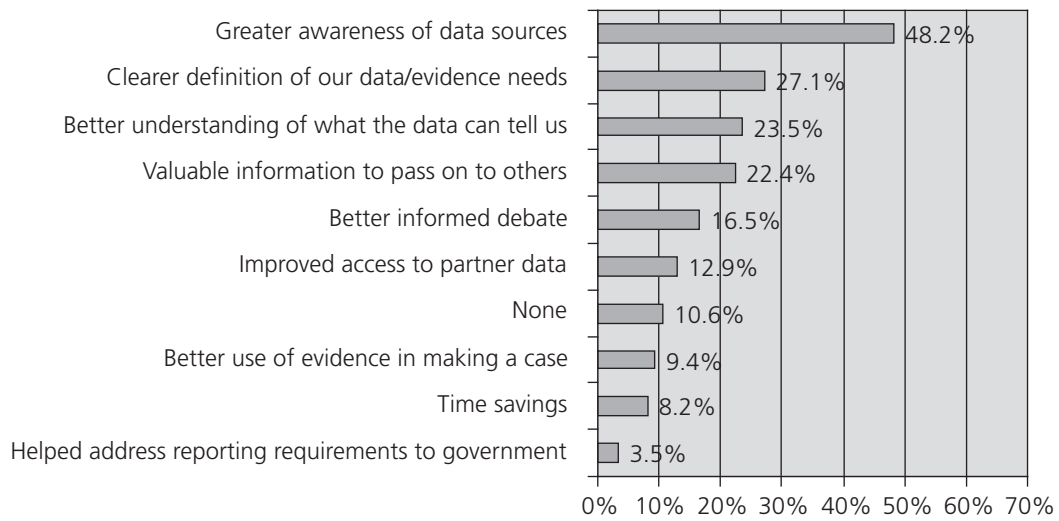 Greater awareness of data sources 48.2%
Clearer definition of our data/evidence needs 27.1%
Better understanding of what the data can tell us 23.5%
Valuable information to pass on to others 22.4%
Better informed debate 16.5%
Improved access to partner data 12.9%
None 10.6%
Better use of evidence in making a case 9.4%
Time savings 8.2%
Helped address reporting requirements to government 3.5%
0% 10% 20% 30% 40% 50% 60% 70%